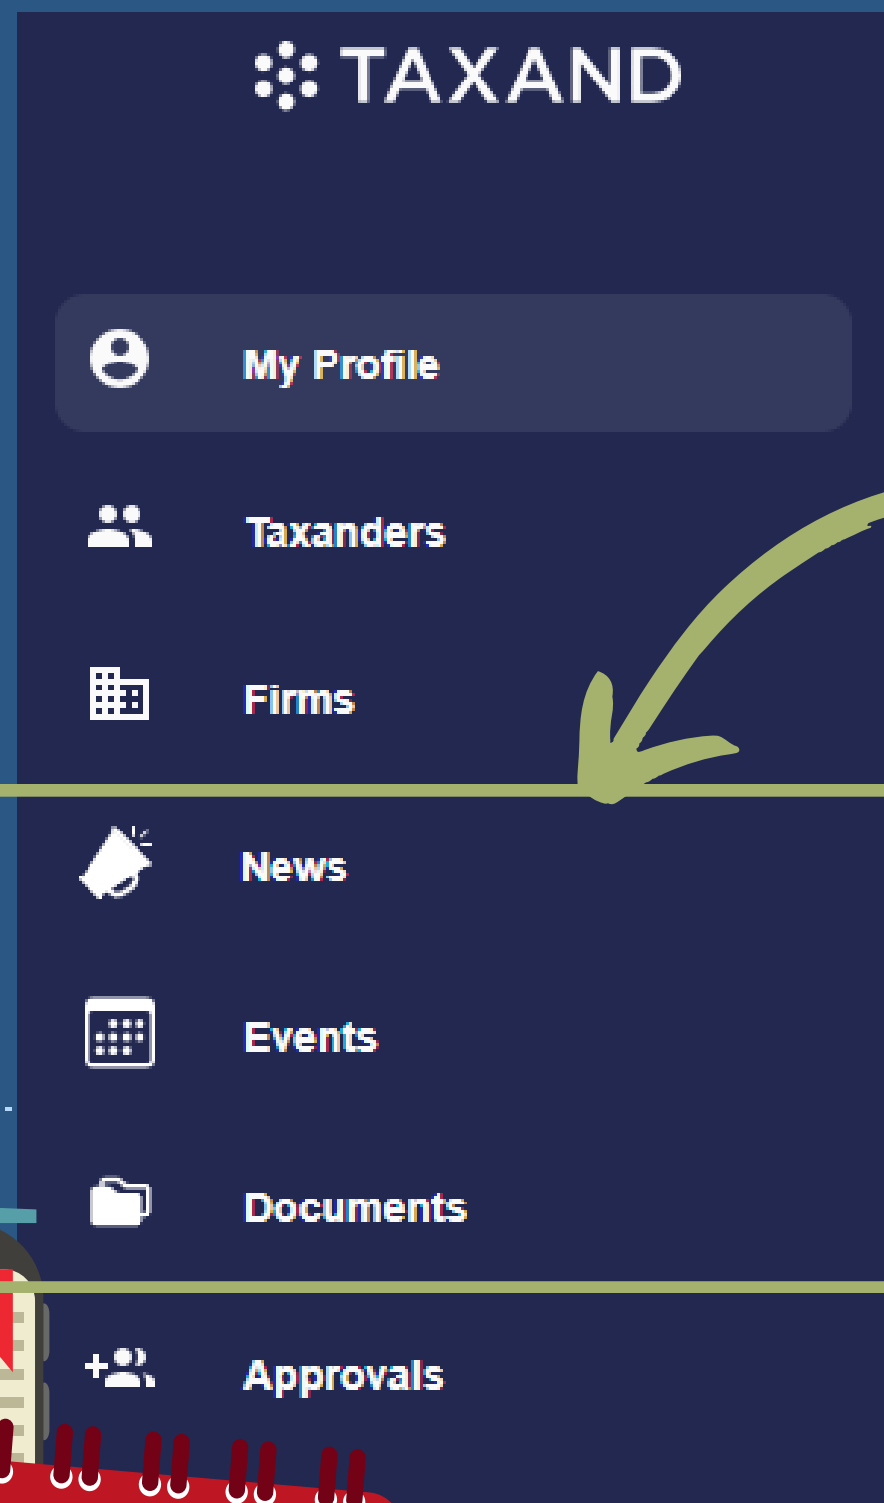 TAXAND
My Profile
Taxanders
Firms
News
Events
Documents
Approvals